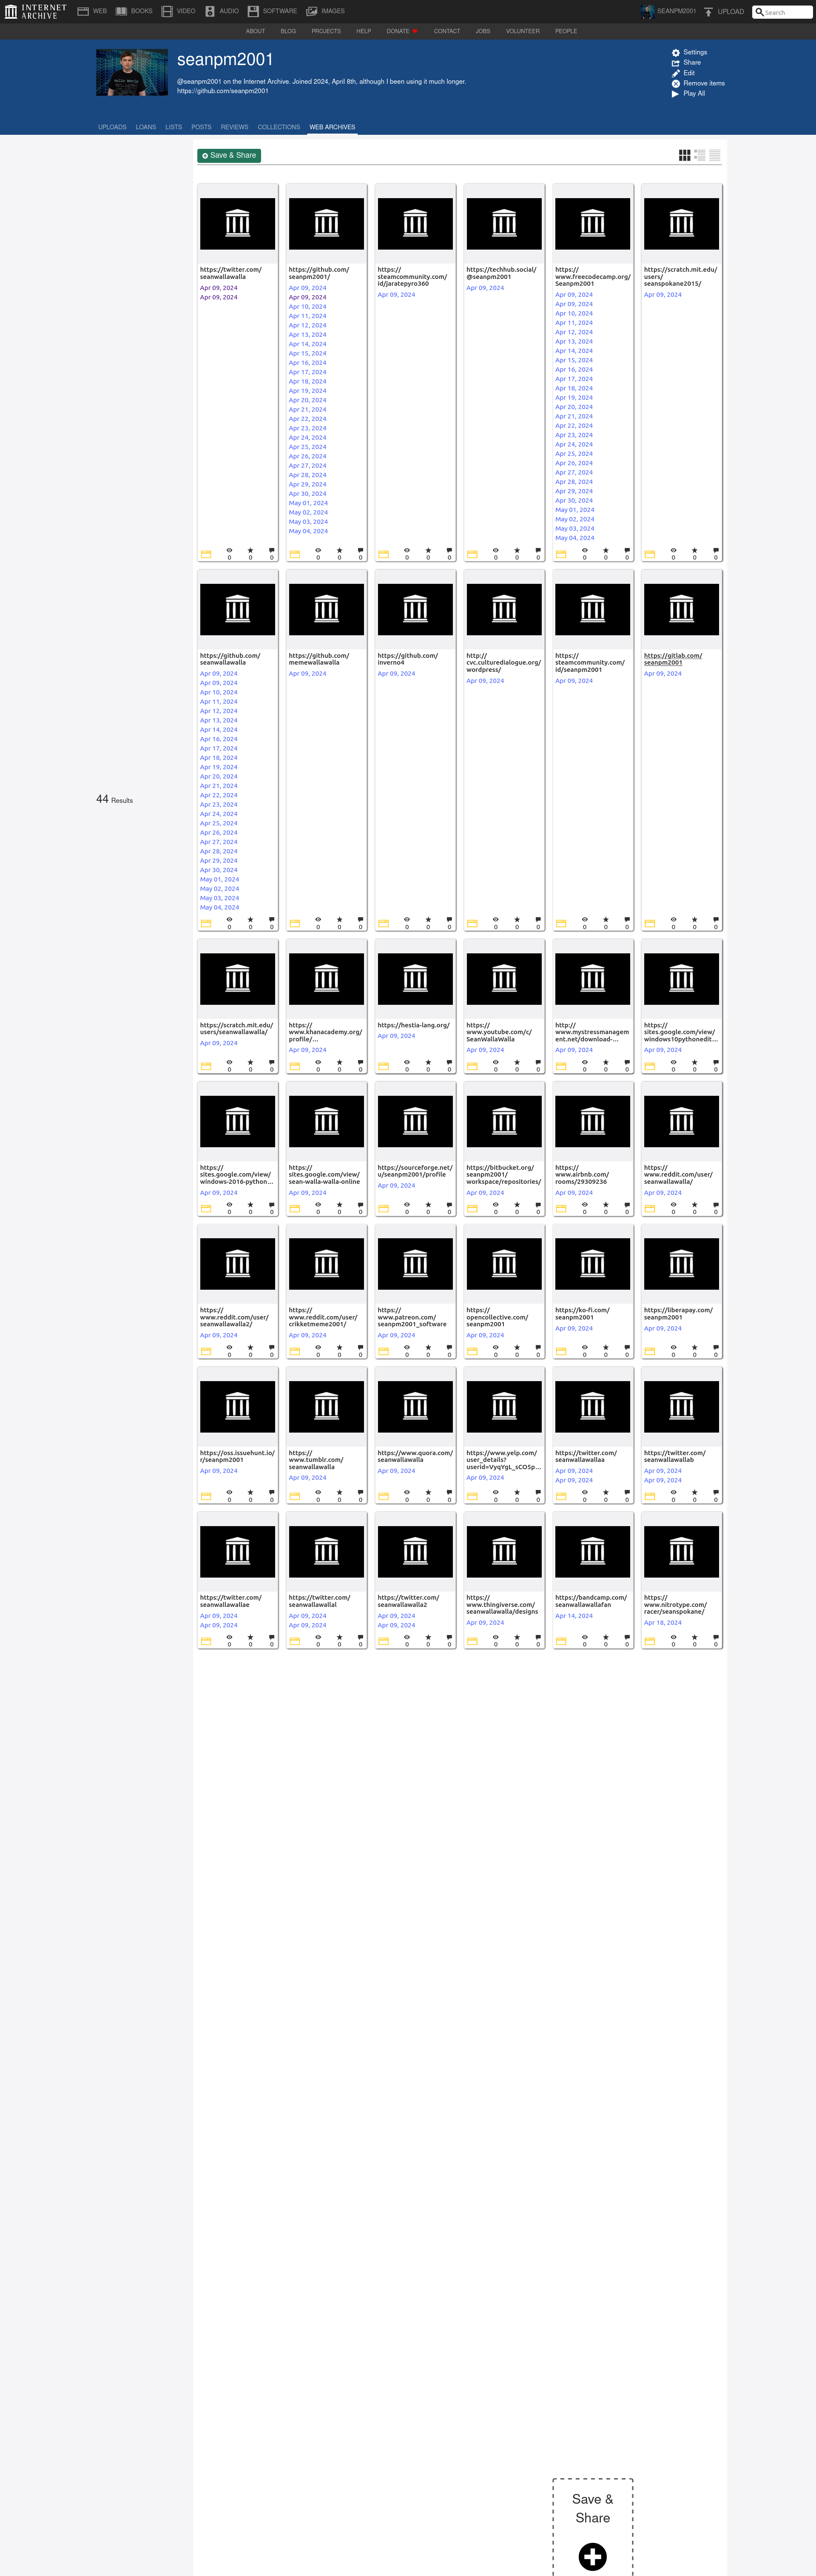 INTERNET ARCHIVE
WEB
BOOKS
VIDEO
AUDIO
SOFTWARE
IMAGES
SEANPM2001
UPLOAD
Search
ABOUT
BLOG
PROJECTS
HELP
DONATE
CONTACT
JOBS
VOLUNTEER
PEOPLE
seanpm2001
@seanpm2001 on the Internet Archive. Joined 2024, April 8th, although I been using it much longer.
https://github.com/seanpm2001
Settings
Share
Edit
Remove items
Play All
UPLOADS
LOANS
LISTS
POSTS
REVIEWS
COLLECTIONS
WEB ARCHIVES
Save & Share
44 Results
https://twitter.com/
seanwallawalla
Apr 09, 2024
Apr 09, 2024
0 0 0
https://github.com/
seanpm2001/
Apr 09, 2024
Apr 09, 2024
Apr 10, 2024
Apr 11, 2024
Apr 12, 2024
Apr 13, 2024
Apr 14, 2024
Apr 15, 2024
Apr 16, 2024
Apr 17, 2024
Apr 18, 2024
Apr 19, 2024
Apr 20, 2024
Apr 21, 2024
Apr 22, 2024
Apr 23, 2024
Apr 24, 2024
Apr 25, 2024
Apr 26, 2024
Apr 27, 2024
Apr 28, 2024
Apr 29, 2024
Apr 30, 2024
May 01, 2024
May 02, 2024
May 03, 2024
May 04, 2024
0 0 0
https://
steamcommunity.com/
id/jaratepyro360
Apr 09, 2024
0 0 0
https://techhub.social/
@seanpm2001
Apr 09, 2024
0 0 0
https://
www.freecodecamp.org/
Seanpm2001
Apr 09, 2024
Apr 09, 2024
Apr 10, 2024
Apr 11, 2024
Apr 12, 2024
Apr 13, 2024
Apr 14, 2024
Apr 15, 2024
Apr 16, 2024
Apr 17, 2024
Apr 18, 2024
Apr 19, 2024
Apr 20, 2024
Apr 21, 2024
Apr 22, 2024
Apr 23, 2024
Apr 24, 2024
Apr 25, 2024
Apr 26, 2024
Apr 27, 2024
Apr 28, 2024
Apr 29, 2024
Apr 30, 2024
May 01, 2024
May 02, 2024
May 03, 2024
May 04, 2024
0 0 0
https://scratch.mit.edu/
users/
seanspokane2015/
Apr 09, 2024
0 0 0
https://github.com/
seanwallawalla
Apr 09, 2024
Apr 09, 2024
Apr 10, 2024
Apr 11, 2024
Apr 12, 2024
Apr 13, 2024
Apr 14, 2024
Apr 16, 2024
Apr 17, 2024
Apr 18, 2024
Apr 19, 2024
Apr 20, 2024
Apr 21, 2024
Apr 22, 2024
Apr 23, 2024
Apr 24, 2024
Apr 25, 2024
Apr 26, 2024
Apr 27, 2024
Apr 28, 2024
Apr 29, 2024
Apr 30, 2024
May 01, 2024
May 02, 2024
May 03, 2024
May 04, 2024
0 0 0
https://github.com/
memewallawalla
Apr 09, 2024
0 0 0
https://github.com/
inverno4
Apr 09, 2024
0 0 0
http://
cvc.culturedialogue.org/
wordpress/
Apr 09, 2024
0 0 0
https://
steamcommunity.com/
id/seanpm2001
Apr 09, 2024
0 0 0
https://gitlab.com/
seanpm2001
Apr 09, 2024
0 0 0
https://scratch.mit.edu/
users/seanwallawalla/
Apr 09, 2024
0 0 0
https://
www.khanacademy.org/
profile/...
Apr 09, 2024
0 0 0
https://hestia-lang.org/
Apr 09, 2024
0 0 0
https://
www.youtube.com/c/
SeanWallaWalla
Apr 09, 2024
0 0 0
http://
www.mystressmanagem
ent.net/download-...
Apr 09, 2024
0 0 0
https://
sites.google.com/view/
windows10pythonedit...
Apr 09, 2024
0 0 0
https://
sites.google.com/view/
windows-2016-python...
Apr 09, 2024
0 0 0
https://
sites.google.com/view/
sean-walla-walla-online
Apr 09, 2024
0 0 0
https://sourceforge.net/
u/seanpm2001/profile
Apr 09, 2024
0 0 0
https://bitbucket.org/
seanpm2001/
workspace/repositories/
Apr 09, 2024
0 0 0
https://
www.airbnb.com/
rooms/29309236
Apr 09, 2024
0 0 0
https://
www.reddit.com/user/
seanwallawalla/
Apr 09, 2024
0 0 0
https://
www.reddit.com/user/
seanwallawalla2/
Apr 09, 2024
0 0 0
https://
www.reddit.com/user/
crikketmeme2001/
Apr 09, 2024
0 0 0
https://
www.patreon.com/
seanpm2001_software
Apr 09, 2024
0 0 0
https://
opencollective.com/
seanpm2001
Apr 09, 2024
0 0 0
https://ko-fi.com/
seanpm2001
Apr 09, 2024
0 0 0
https://liberapay.com/
seanpm2001
Apr 09, 2024
0 0 0
https://oss.issuehunt.io/
r/seanpm2001
Apr 09, 2024
0 0 0
https://
www.tumblr.com/
seanwallawalla
Apr 09, 2024
0 0 0
https://www.quora.com/
seanwallawalla
Apr 09, 2024
0 0 0
https://www.yelp.com/
user_details?
userid=VyqYgL_sCOSp...
Apr 09, 2024
0 0 0
https://twitter.com/
seanwallawallaa
Apr 09, 2024
Apr 09, 2024
0 0 0
https://twitter.com/
seanwallawallab
Apr 09, 2024
Apr 09, 2024
0 0 0
https://twitter.com/
seanwallawallae
Apr 09, 2024
Apr 09, 2024
0 0 0
https://twitter.com/
seanwallawallal
Apr 09, 2024
Apr 09, 2024
0 0 0
https://twitter.com/
seanwallawalla2
Apr 09, 2024
Apr 09, 2024
0 0 0
https://
www.thingiverse.com/
seanwallawalla/designs
Apr 09, 2024
0 0 0
https://bandcamp.com/
seanwallawallafan
Apr 14, 2024
0 0 0
https://
www.nitrotype.com/
racer/seanspokane/
Apr 18, 2024
0 0 0
Save &
Share